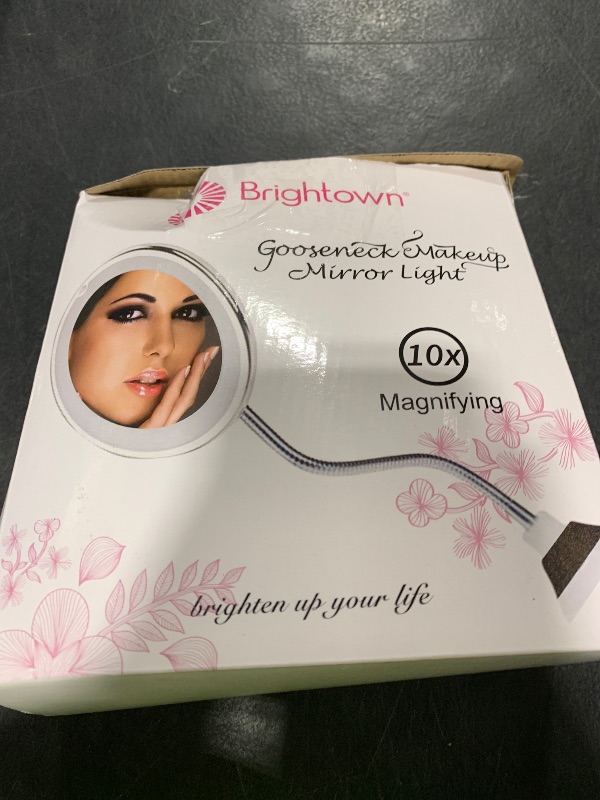 Brightown®
Gooseneck Makeup
Mirror Light
10x
Magnifying
brighten up your life